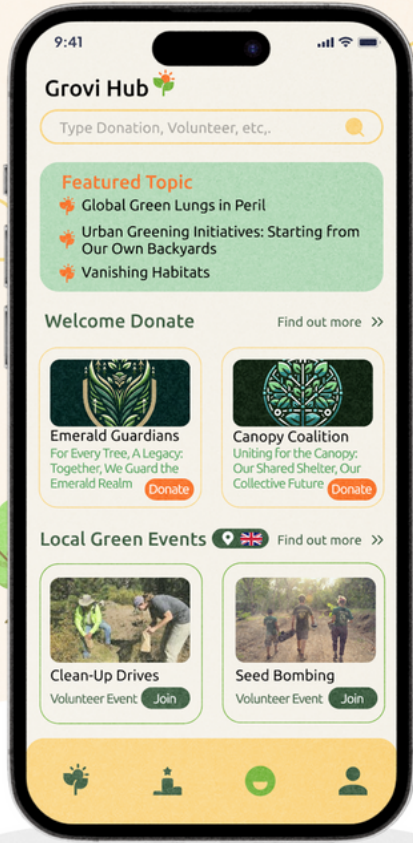 9:41
Grovi Hub
Type Donation, Volunteer, etc,.
Featured Topic
Global Green Lungs in Peril
Urban Greening Initiatives: Starting from
Our Own Backyards
Vanishing Habitats
Welcome Donate
Find out more »
Emerald Guardians
For Every Tree, A Legacy:
Together, We Guard the
Emerald Realm
Donate
Canopy Coalition
Uniting for the Canopy:
Our Shared Shelter, Our
Collective Future
Donate
Local Green Events
Find out more »
Clean-Up Drives
Volunteer Event
Join
Seed Bombing
Volunteer Event
Join